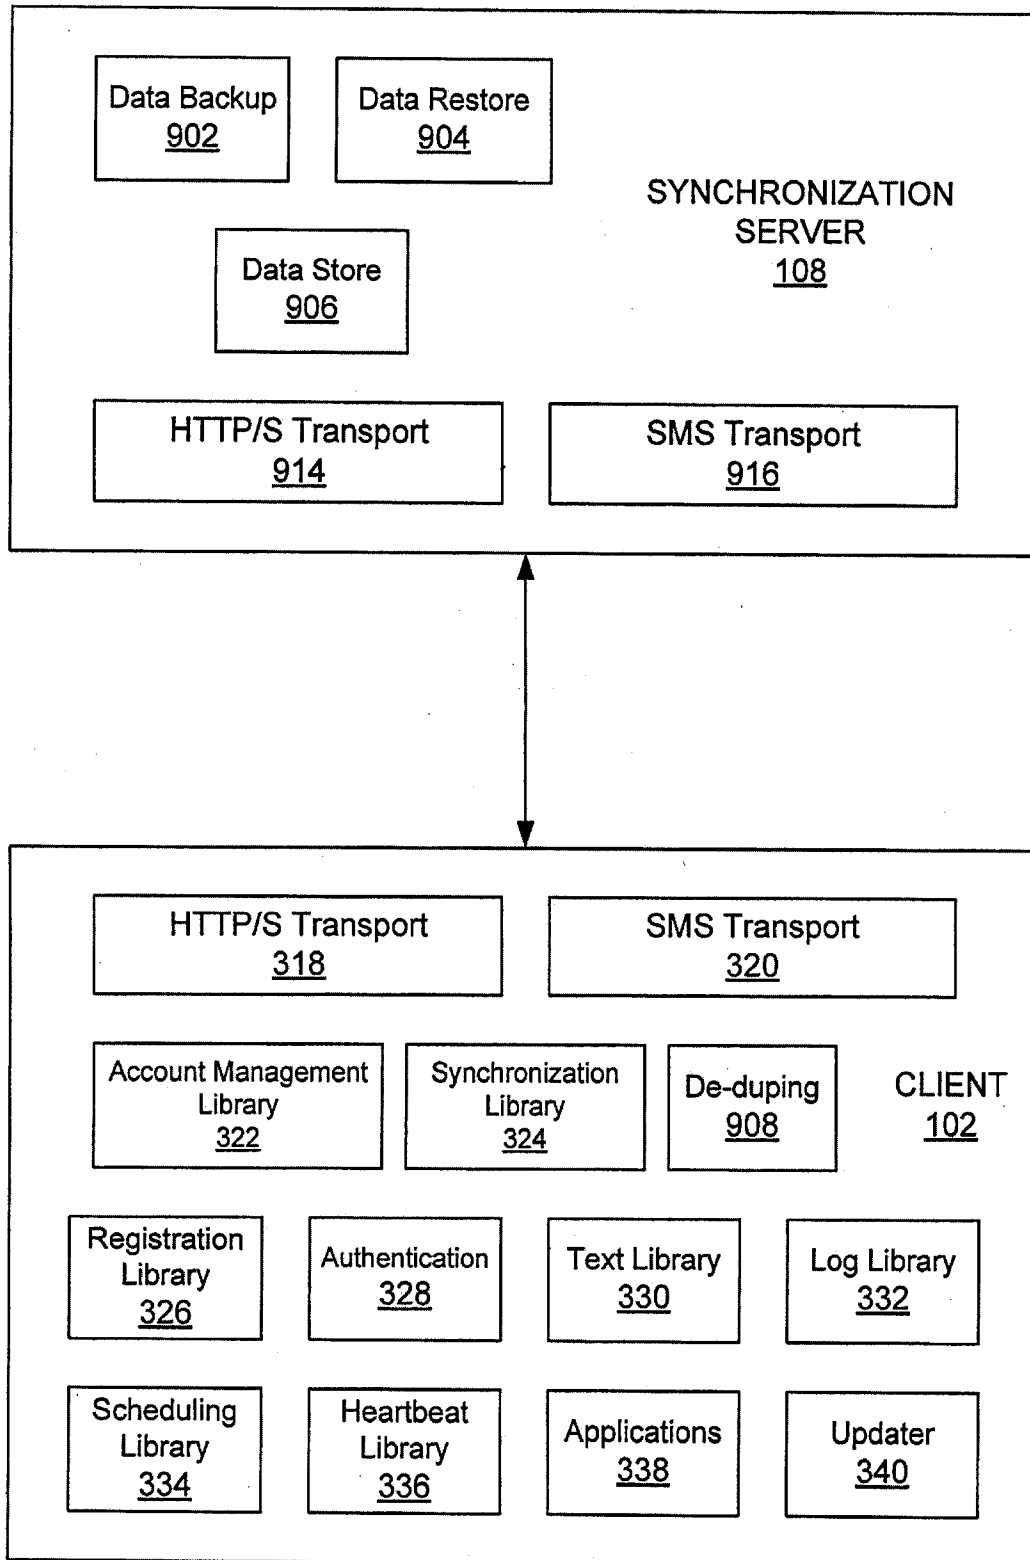 Data Backup
902
Data Restore
904
SYNCHRONIZATION
SERVER
108
Data Store
906
HTTP/S Transport
914
SMS Transport
916
HTTP/S Transport
318
SMS Transport
320
Account Management
Library
322
Synchronization
Library
324
De-duping
908
CLIENT
102
Registration
Library
326
Authentication
328
Text Library
330
Log Library
332
Scheduling
Library
334
Heartbeat
Library
336
Applications
338
Updater
340